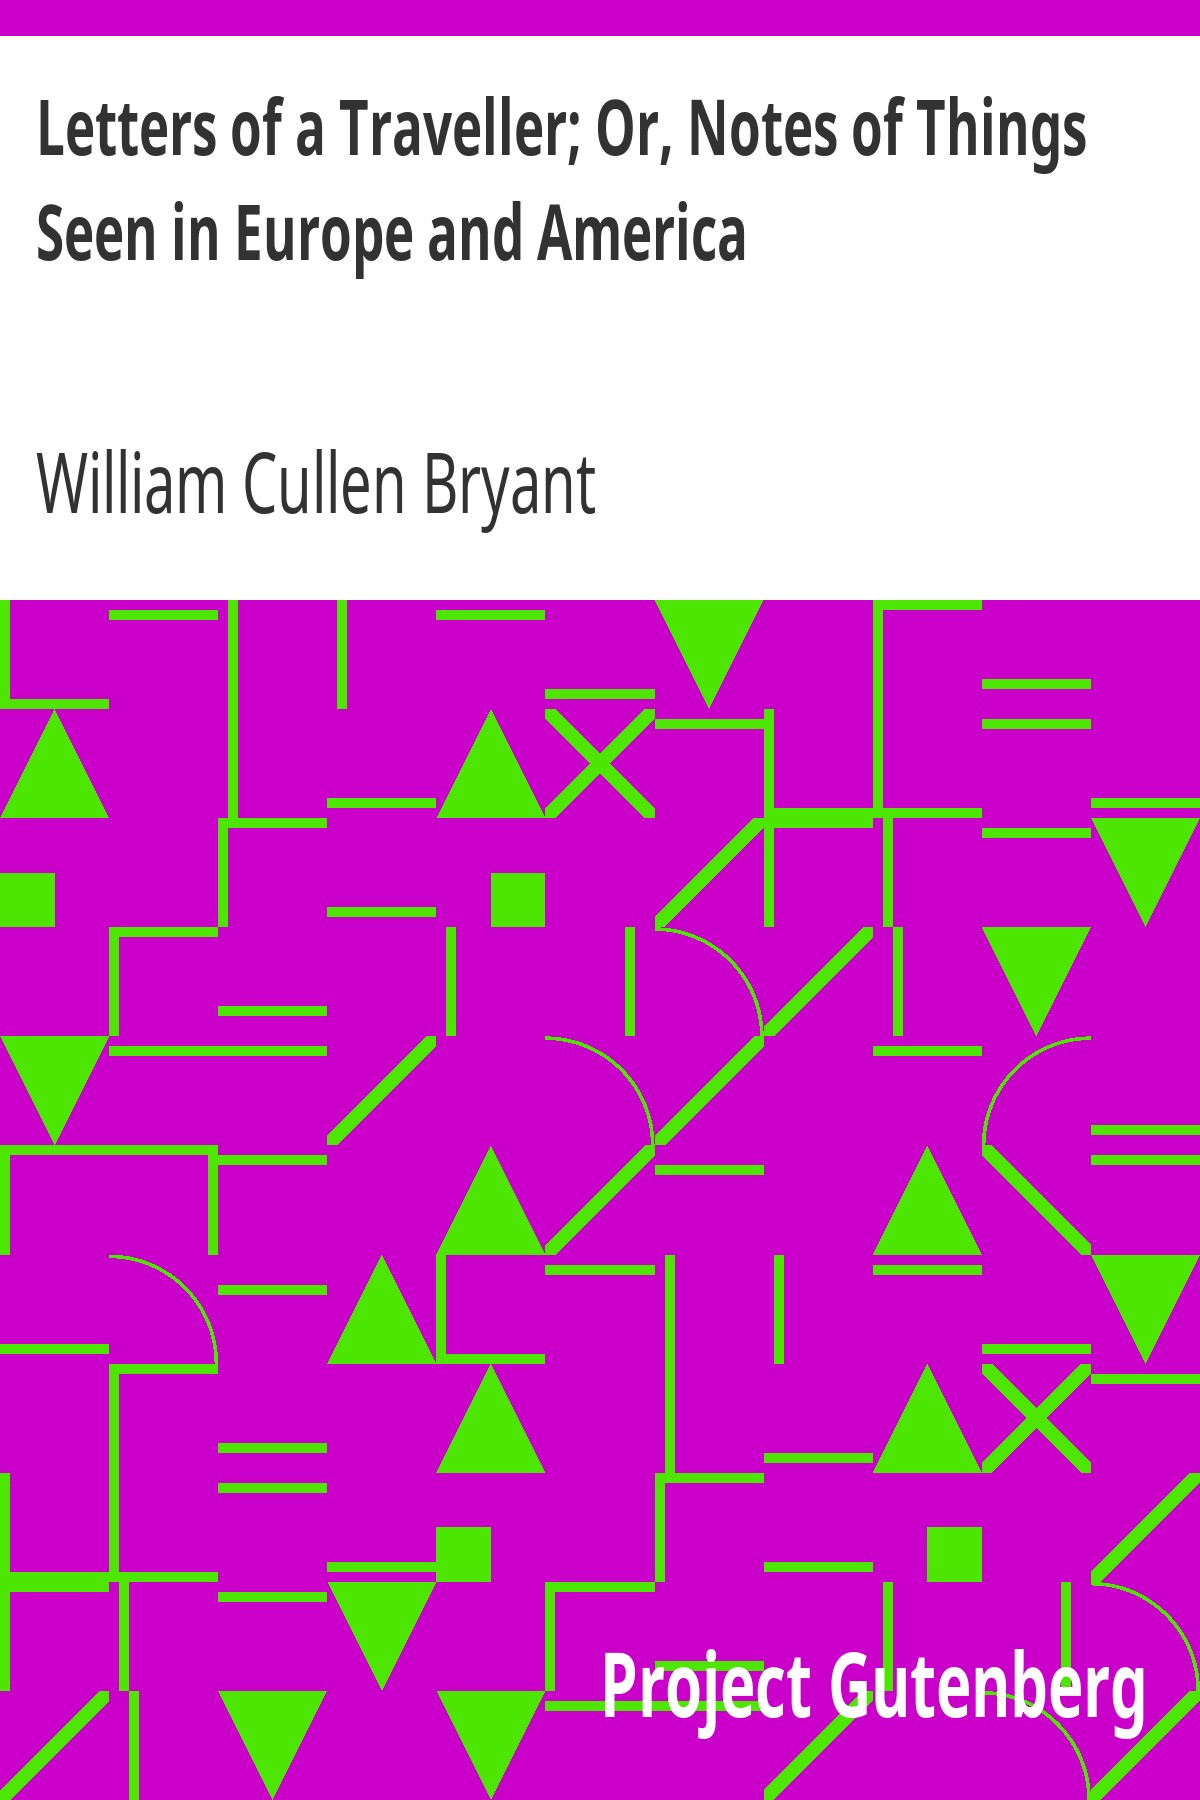 Letters of a Traveller; Or, Notes of Things
Seen in Europe and America
William Cullen Bryant
Project Gutenberg